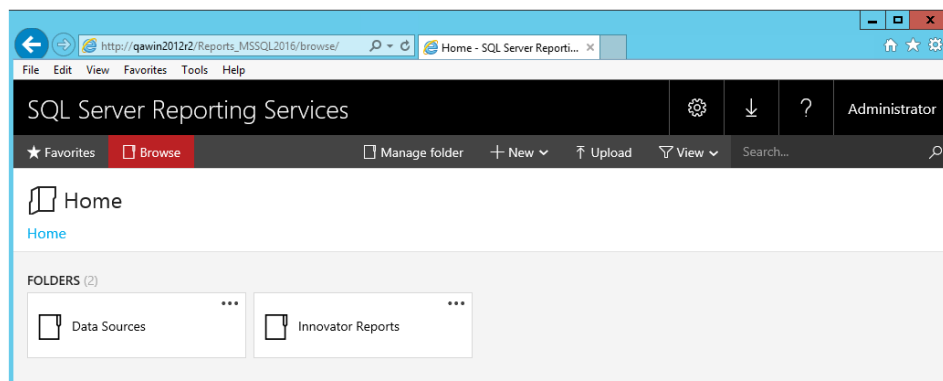 http://qawin2012r2/Reports_MSSQL2016/browse/ Home - SQL Server Reporti...
File Edit View Favorites Tools Help
SQL Server Reporting Services ? Administrator
Favorites Browse Manage folder New Upload View Search...
Home
Home
FOLDERS (2)
Data Sources Innovator Reports